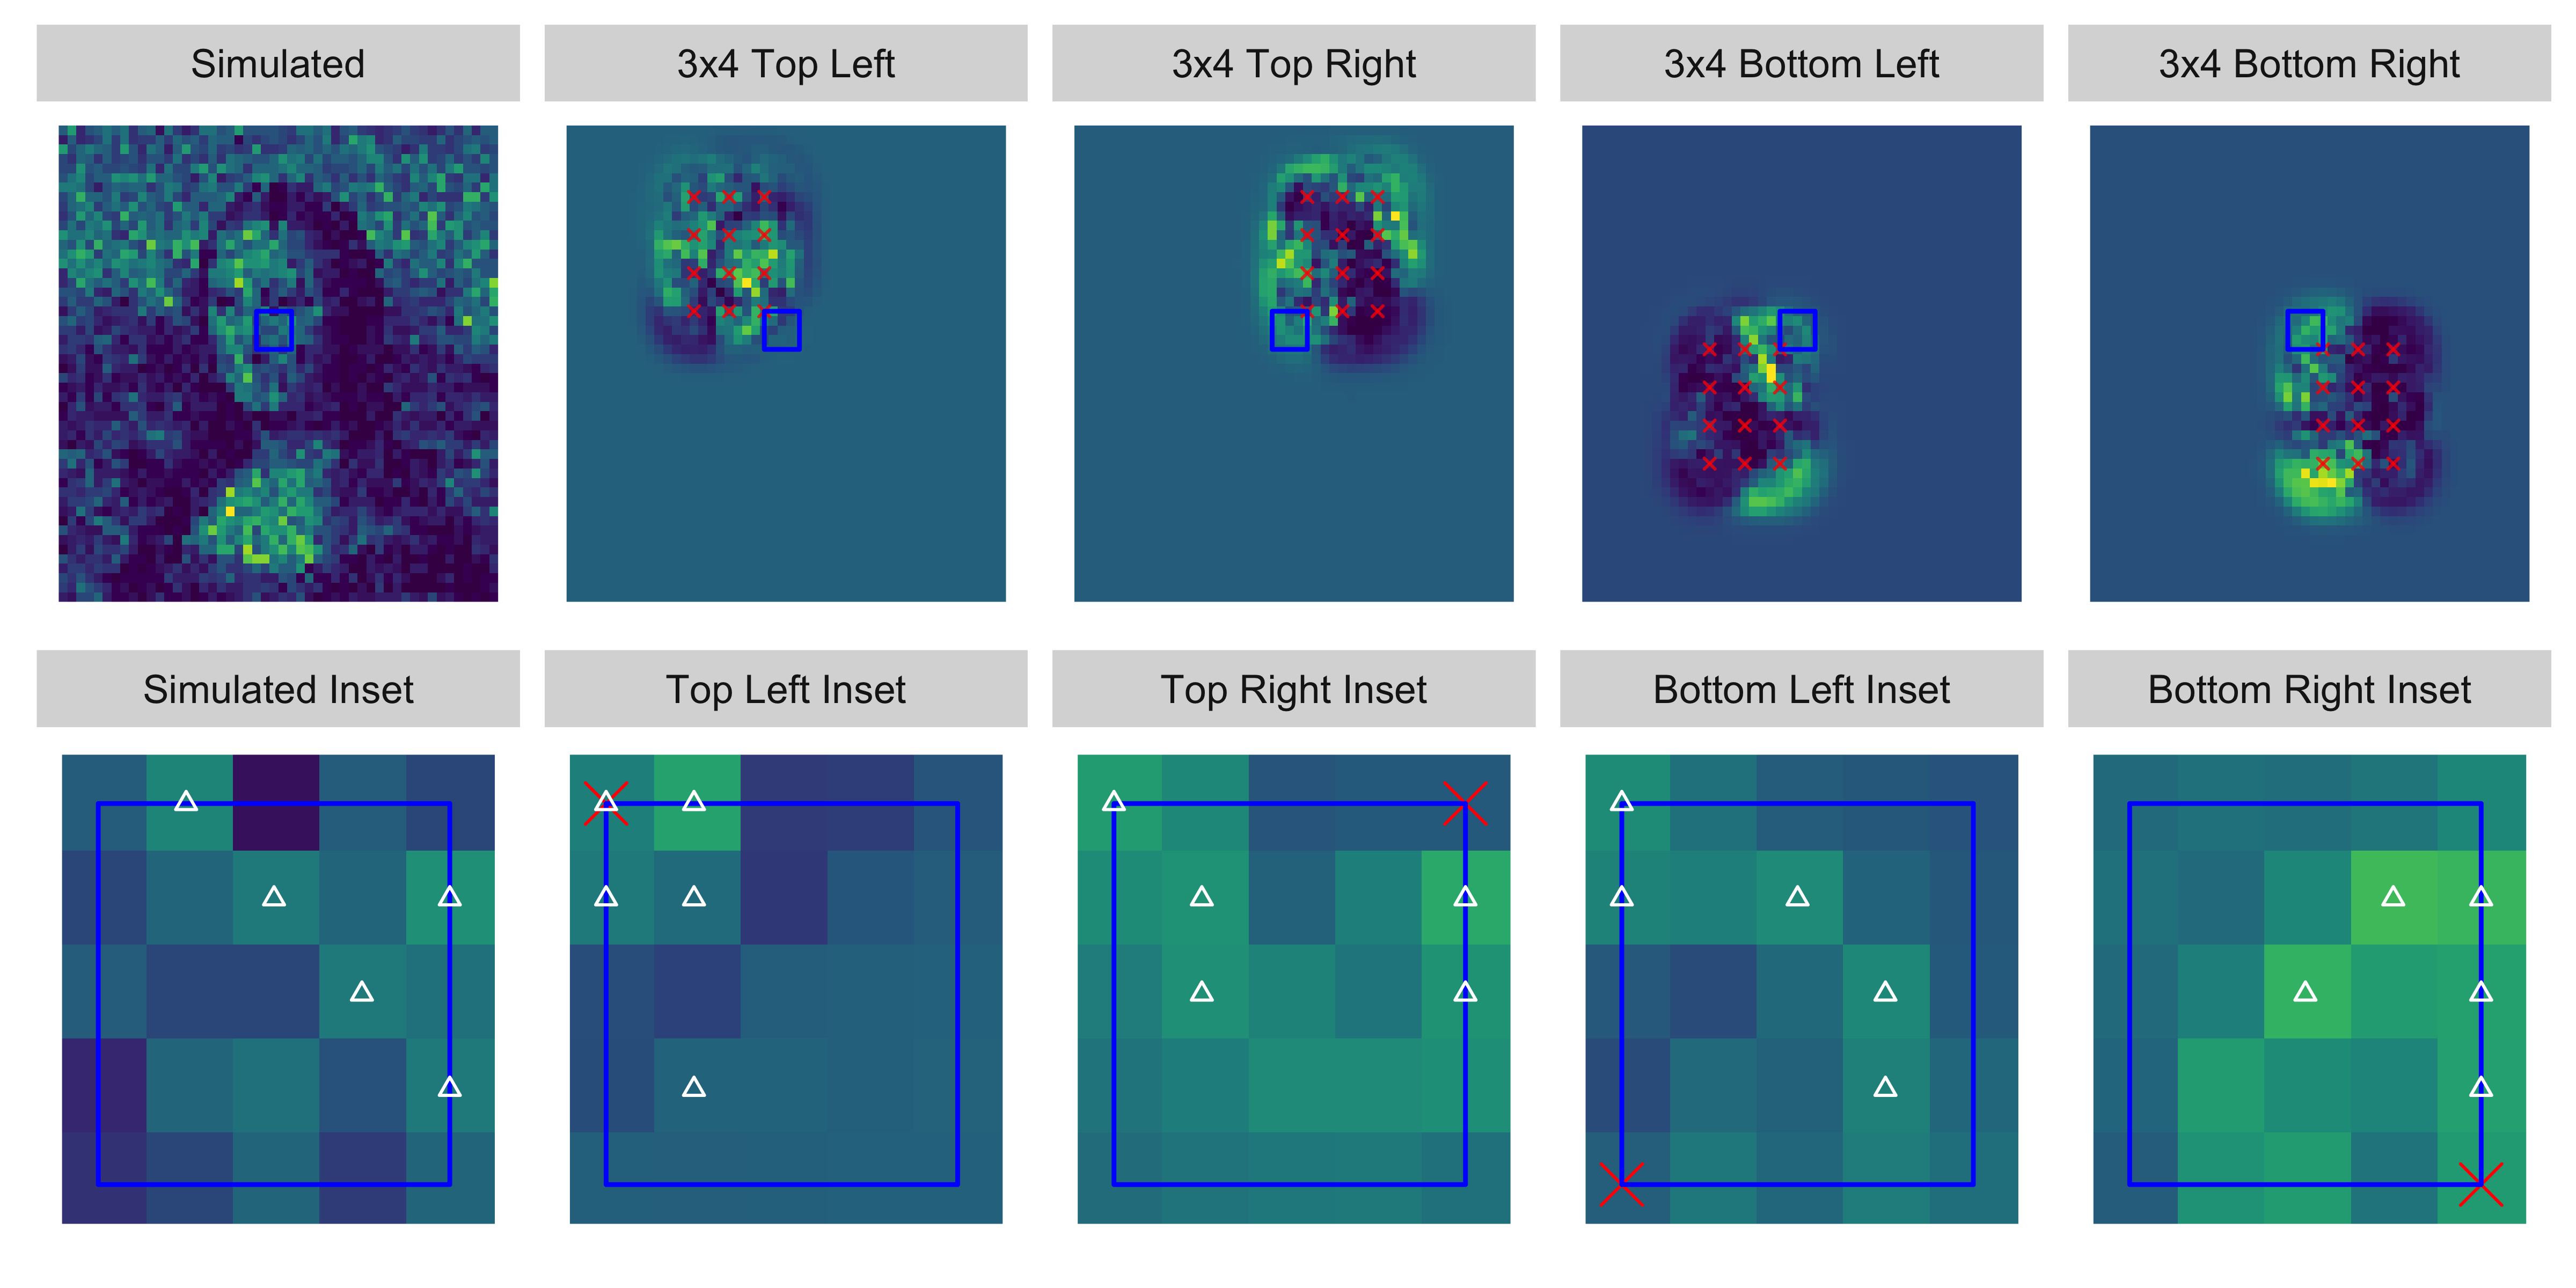 Simulated
3x4 Top Left
3x4 Top Right
3x4 Bottom Left
3x4 Bottom Right
Simulated Inset
Top Left Inset
Top Right Inset
Bottom Left Inset
Bottom Right Inset